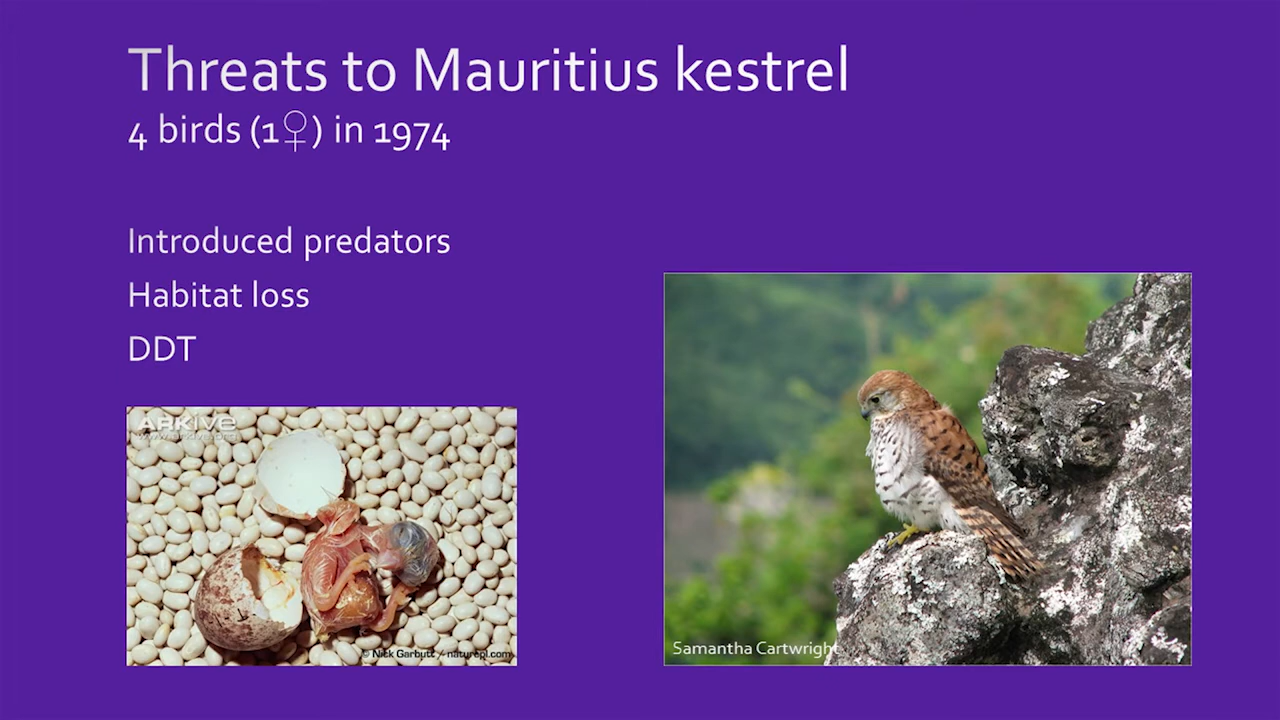 Threats to Mauritius kestrel
4 birds (1♀) in 1974
Introduced predators
Habitat loss
DDT
ARKIVE
www.arkive.org
© Nick Garbutt / naturepl.com
Samantha Cartwright